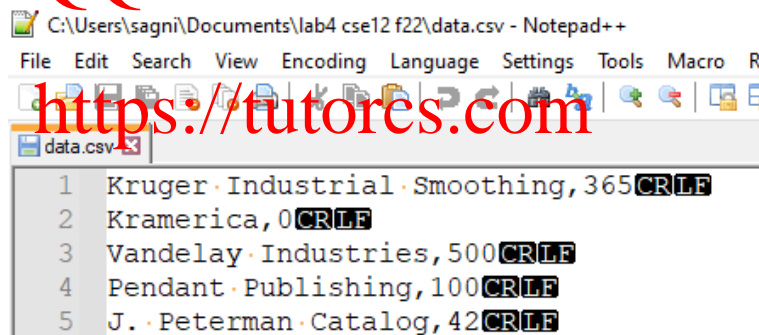 C:\Users\sagni\Documents\lab4 cse12 f22\data.csv - Notepad++
File Edit Search View Encoding Language Settings Tools Macro R
https://tutorcs.com
data.csv
1 Kruger Industrial Smoothing,365CRLF
2 Kramerica,0CRLF
3 Vandelay Industries,500CRLF
4 Pendant Publishing,100CRLF
5 J. Peterman Catalog,42CRLF